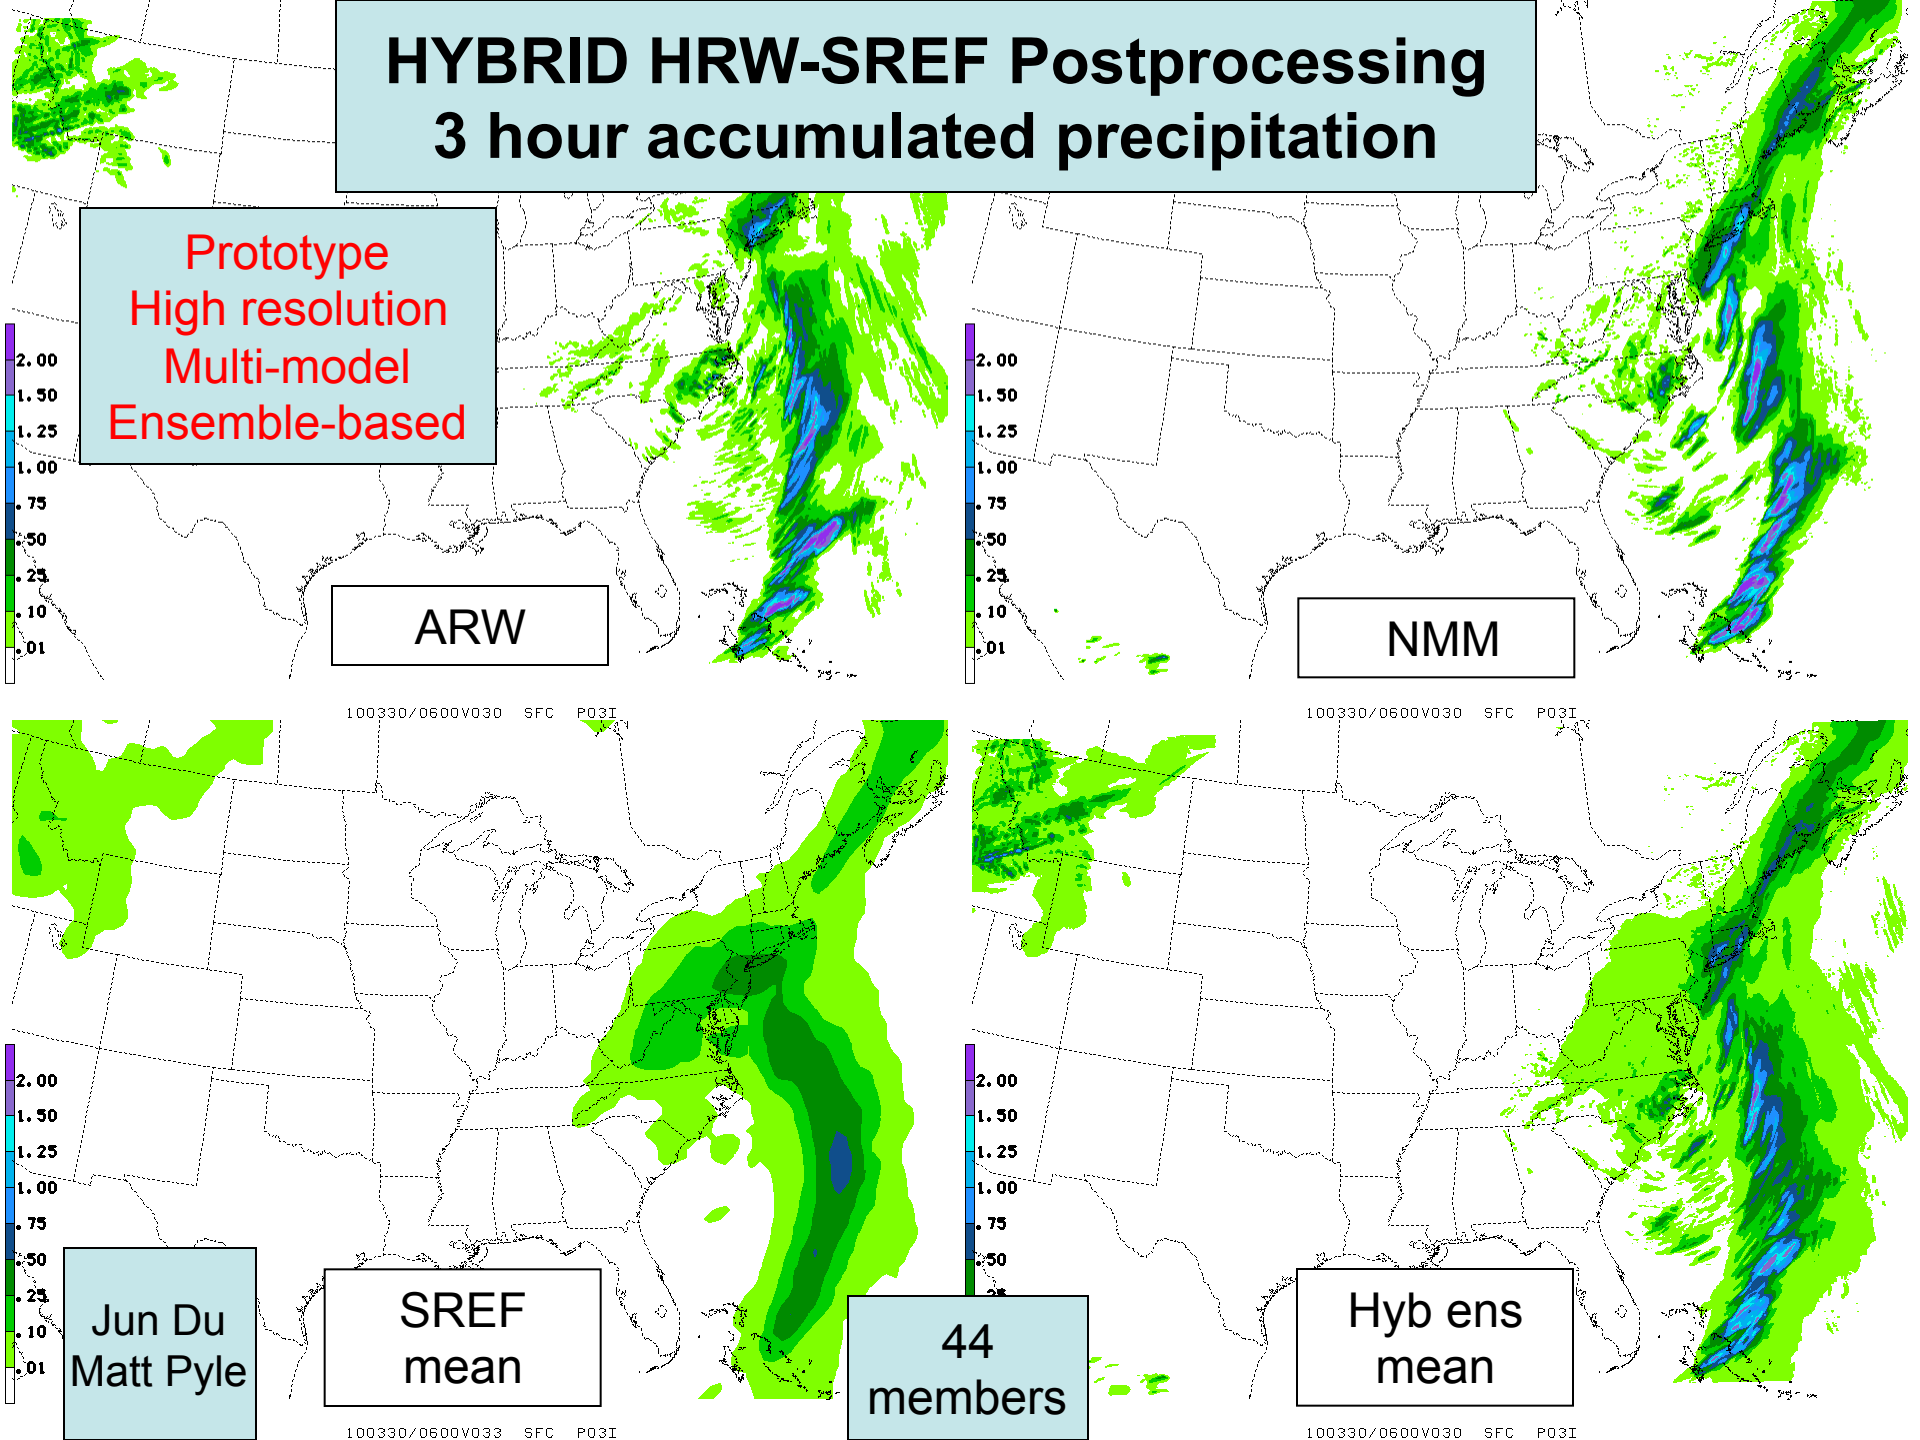 HYBRID HRW-SREF Postprocessing
3 hour accumulated precipitation
Prototype
High resolution
Multi-model
Ensemble-based
2.00
1.50
1.25
1.00
.75
.50
.25
.10
.01
ARW
100330/0600V030 SFC P03I
2.00
1.50
1.25
1.00
.75
.50
.25
.10
.01
NMM
100330/0600V030 SFC P03I
2.00
1.50
1.25
1.00
.75
.50
.25
.10
.01
Jun Du
Matt Pyle
SREF
mean
100330/0600V033 SFC P03I
44
members
2.00
1.50
1.25
1.00
.75
.50
Hyb ens
mean
100330/0600V030 SFC P03I